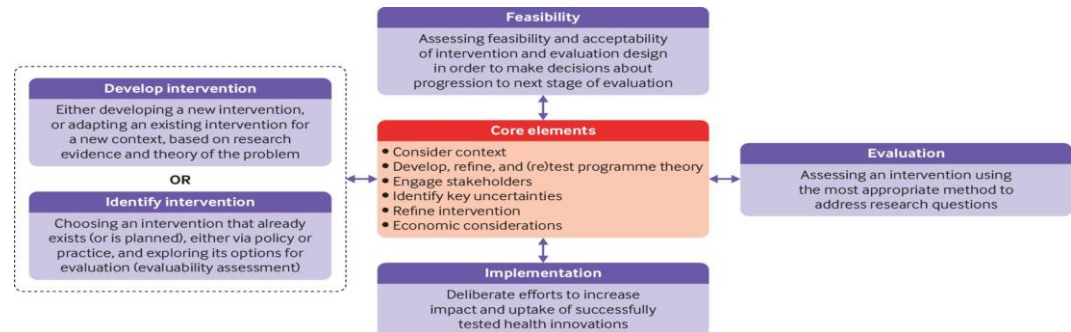 Feasibility
Assessing feasibility and acceptability
of intervention and evaluation design
in order to make decisions about
progression to next stage of evaluation
Develop intervention
Either developing a new intervention,
or adapting an existing intervention for
a new context, based on research
evidence and theory of the problem
OR
Identify intervention
Choosing an intervention that already
exists (or is planned), either via policy or
practice, and exploring its options for
evaluation (evaluability assessment)
Core elements
• Consider context
• Develop, refine, and (re)test programme theory
• Engage stakeholders
• Identify key uncertainties
• Refine intervention
• Economic considerations
Evaluation
Assessing an intervention using
the most appropriate method to
address research questions
Implementation
Deliberate efforts to increase
impact and uptake of successfully
tested health innovations